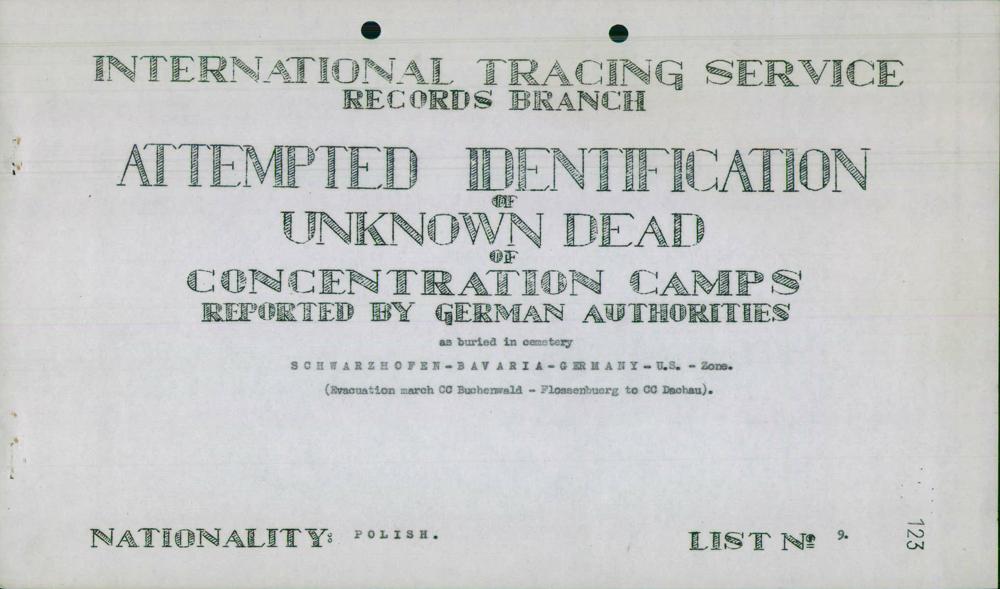 INTERNATIONAL TRACING SERVICE
RECORDS BRANCH
ATTEMPTED IDENTIFICATION
OF
UNKNOWN DEAD
OF
CONCENTRATION CAMPS
REPORTED BY GERMAN AUTHORITIES
as buried in cemetery
SCHWARZHOFEN-BAVARIA-GERMANY-U.S. - Zone.
(Evacuation march CC Buchenwald - Flossenbuerg to CC Dachau).
NATIONALITY: POLISH.
LIST Nº 9.
123